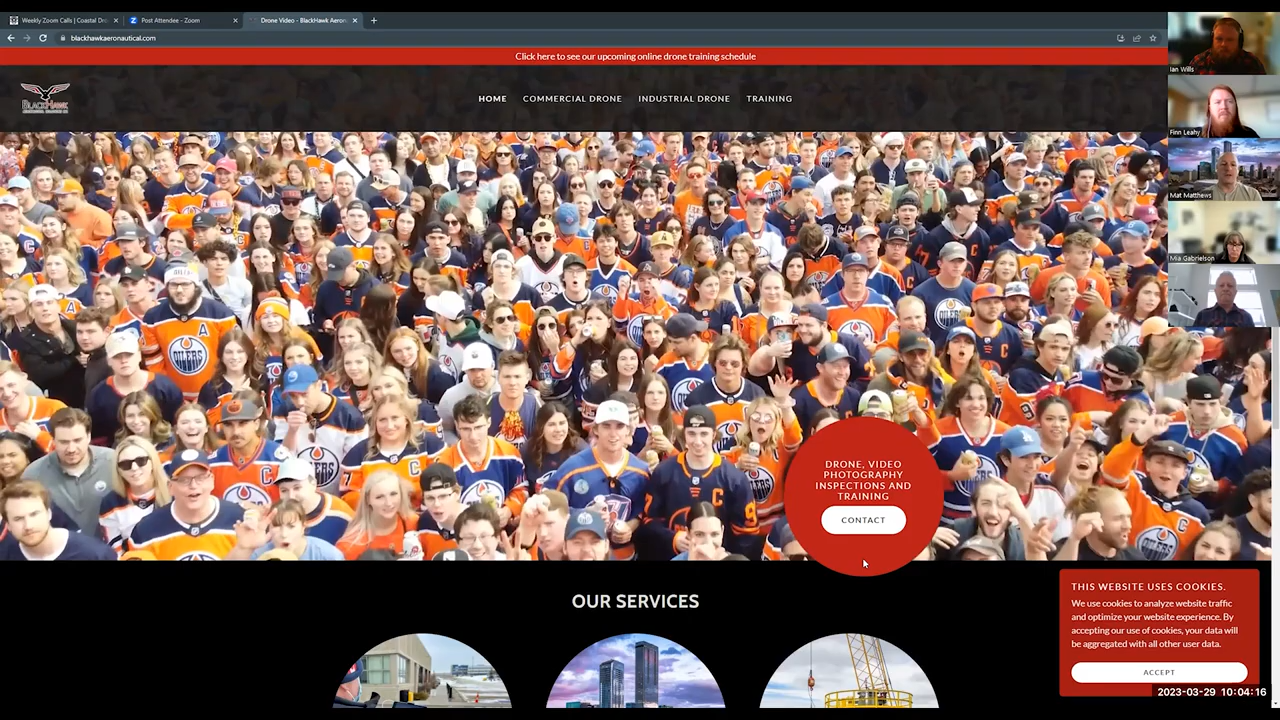 Weekly Zoom Calls | Coastal Dro
Post Attendee - Zoom
Drone Video - BlackHawk Aeron
blackhawkaeronautical.com
Click here to see our upcoming online drone training schedule
BLACKHAWK
HOME
COMMERCIAL DRONE
INDUSTRIAL DRONE
TRAINING
Ian Wills
Finn Leahy
Mat Matthews
Mia Gabrielson
OILERS
DRONE, VIDEO
PHOTOGRAPHY
INSPECTIONS AND
TRAINING
CONTACT
OUR SERVICES
THIS WEBSITE USES COOKIES.
We use cookies to analyze website traffic
and optimize your website experience. By
accepting our use of cookies, your data will
be aggregated with all other user data.
ACCEPT
2023-03-29 10:04:16